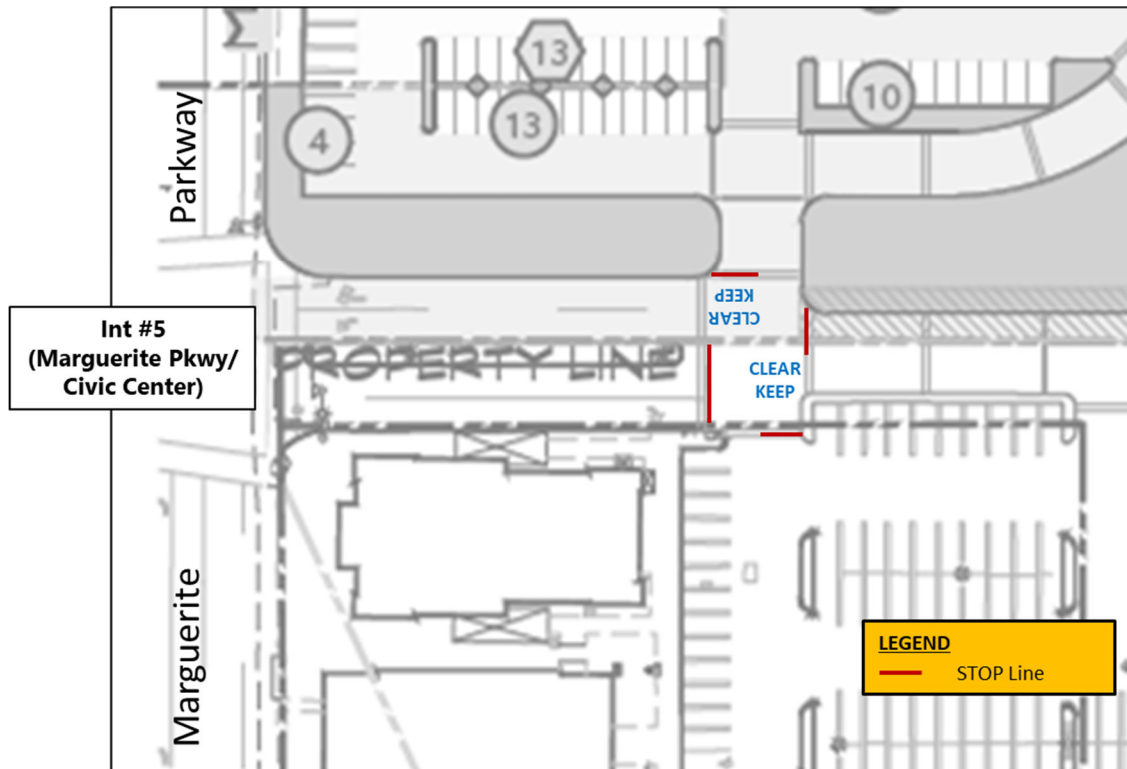 13
13
10
4
Parkway
KEEP
CLEAR
Int #5
(Marguerite Pkwy/
Civic Center)
PROPERTY LINE
CLEAR
KEEP
Marguerite
LEGEND
STOP Line